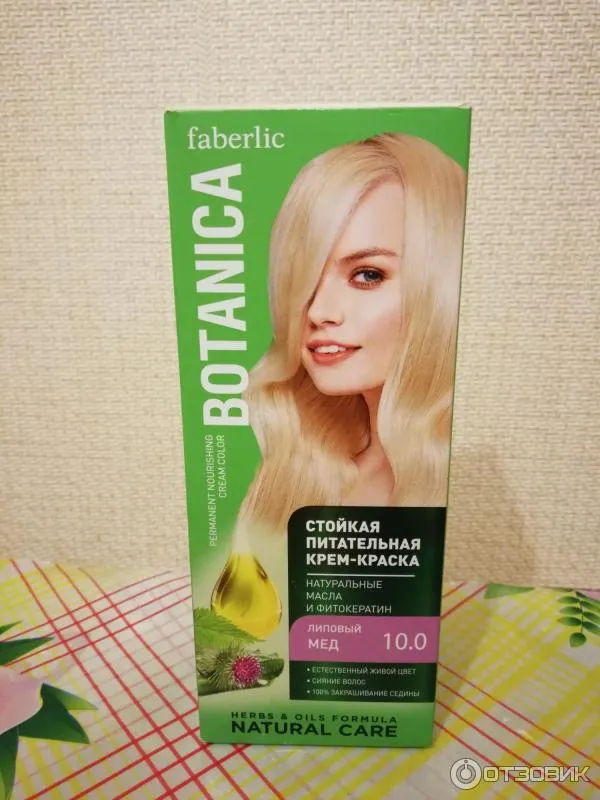 faberlic
BOTANICA
PERMANENT NOURISHING
CREAM COLOR
СТОЙКАЯ
ПИТАТЕЛЬНАЯ
КРЕМ-КРАСКА
НАТУРАЛЬНЫЕ
МАСЛА
И ФИТОКЕРАТИН
ЛИПОВЫЙ
МЕД 10.0
• ЕСТЕСТВЕННЫЙ ЖИВОЙ ЦВЕТ
• СИЯНИЕ ВОЛОС
• 100% ЗАКРАШИВАНИЕ СЕДИНЫ
HERBS & OILS FORMULA
NATURAL CARE
ОТЗОВИК